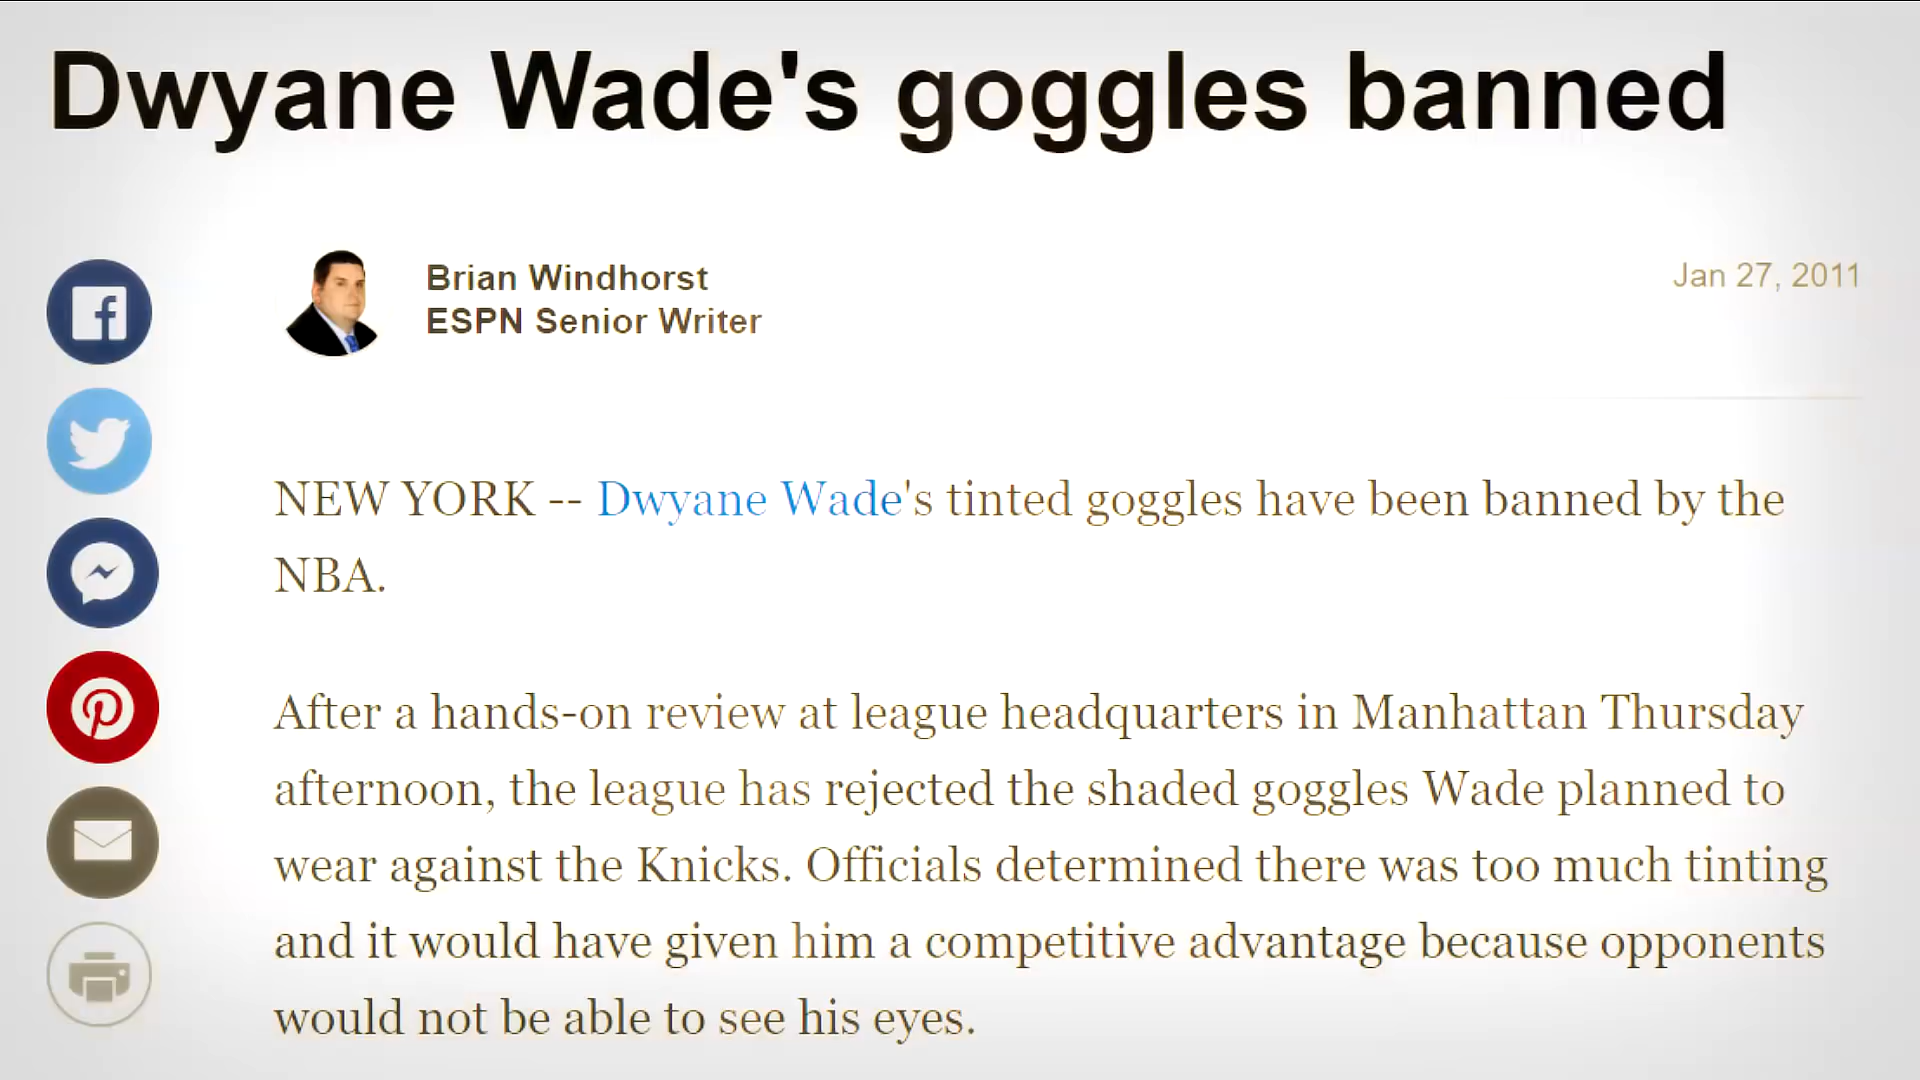 Dwyane Wade's goggles banned
Brian Windhorst
ESPN Senior Writer
Jan 27, 2011
NEW YORK -- Dwyane Wade's tinted goggles have been banned by the
NBA.
After a hands-on review at league headquarters in Manhattan Thursday
afternoon, the league has rejected the shaded goggles Wade planned to
wear against the Knicks. Officials determined there was too much tinting
and it would have given him a competitive advantage because opponents
would not be able to see his eyes.